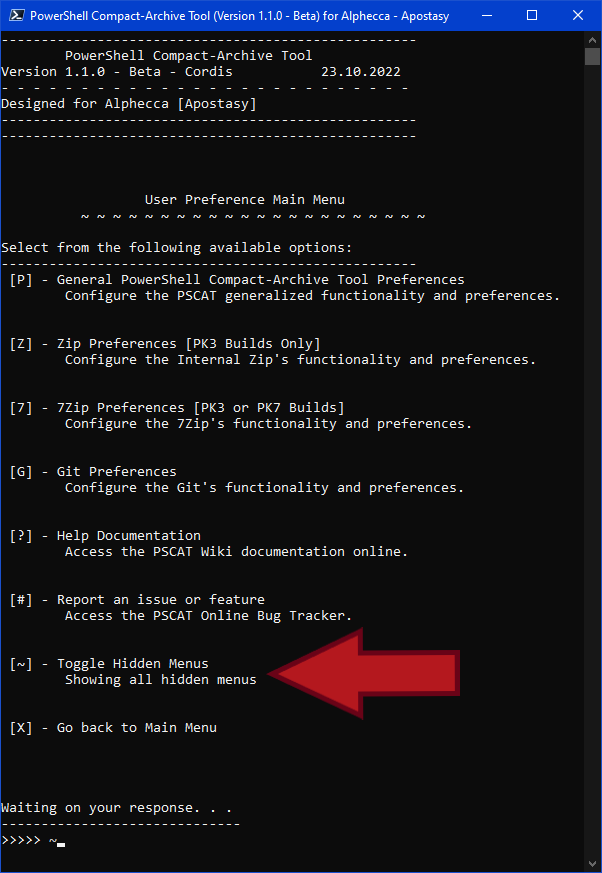 PowerShell Compact-Archive Tool (Version 1.1.0 - Beta) for Alphecca - Apostasy
----------------------------------------------------
PowerShell Compact-Archive Tool
Version 1.1.0 - Beta - Cordis 23.10.2022
- - - - - - - - - - - - - - - - - - - - - - - - - -
Designed for Alphecca [Apostasy]
----------------------------------------------------
----------------------------------------------------
User Preference Main Menu
~ ~ ~ ~ ~ ~ ~ ~ ~ ~ ~ ~ ~ ~ ~ ~ ~ ~ ~ ~ ~ ~
Select from the following available options:
----------------------------------------------------
[P] - General PowerShell Compact-Archive Tool Preferences
Configure the PSCAT generalized functionality and preferences.
[Z] - Zip Preferences [PK3 Builds Only]
Configure the Internal Zip's functionality and preferences.
[7] - 7Zip Preferences [PK3 or PK7 Builds]
Configure the 7Zip's functionality and preferences.
[G] - Git Preferences
Configure the Git's functionality and preferences.
[?] - Help Documentation
Access the PSCAT Wiki documentation online.
[#] - Report an issue or feature
Access the PSCAT Online Bug Tracker.
[~] - Toggle Hidden Menus
Showing all hidden menus
[X] - Go back to Main Menu
Waiting on your response. . .
------------------------------
>>>>> ~_